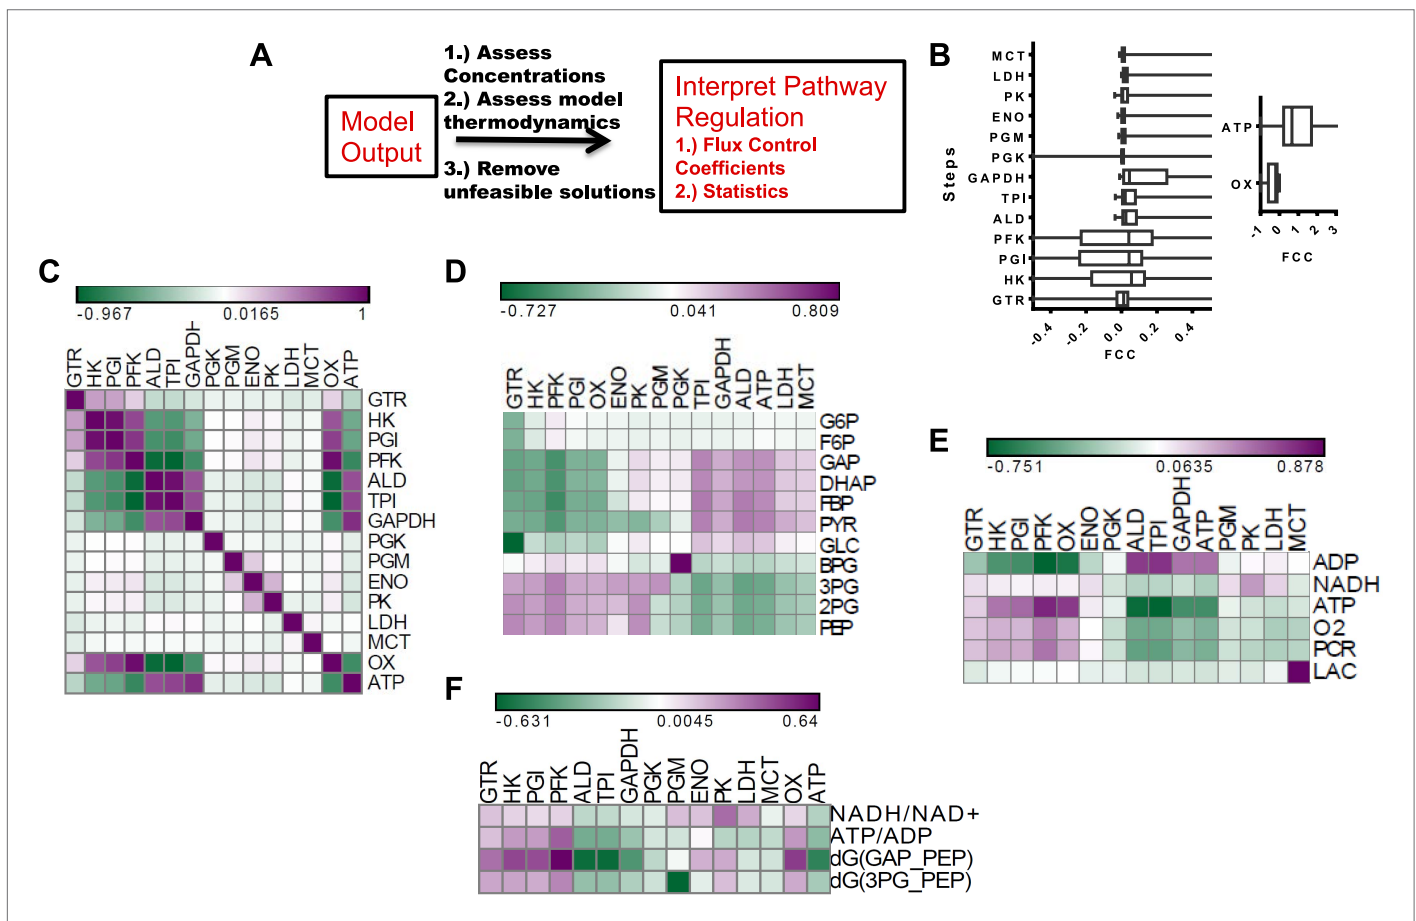 A
Model
Output
1.) Assess
Concentrations
2.) Assess model
thermodynamics
3.) Remove
unfeasible solutions
Interpret Pathway
Regulation
1.) Flux Control
Coefficients
2.) Statistics
B
Steps
MCT
LDH
PK
ENO
PGM
PGK
GAPDH
TPI
ALD
PFK
PGI
HK
GTR
-0.4 -0.2 0.0 0.2 0.4
FCC
ATP
OX
-1 0 1 2 3
FCC
C
-0.967 0.0165 1
GTR HK PGI PFK ALD TPI GAPDH PGK PGM ENO PK LDH MCT OX ATP
GTR
HK
PGI
PFK
ALD
TPI
GAPDH
PGK
PGM
ENO
PK
LDH
MCT
OX
ATP
D
-0.727 0.041 0.809
GTR HK PFK PGI OX ENO PK PGM PGK TPI GAPDH ALD ATP LDH MCT
G6P
F6P
GAP
DHAP
FBP
PYR
GLC
BPG
3PG
2PG
PEP
E
-0.751 0.0635 0.878
GTR HK PGI PFK OX ENO PGK ALD TPI GAPDH ATP PGM PK LDH MCT
ADP
NADH
ATP
O2
PCR
LAC
F
-0.631 0.0045 0.64
GTR HK PGI PFK ALD TPI GAPDH PGK PGM ENO PK LDH MCT OX ATP
NADH/NAD+
ATP/ADP
dG(GAP_PEP)
dG(3PG_PEP)